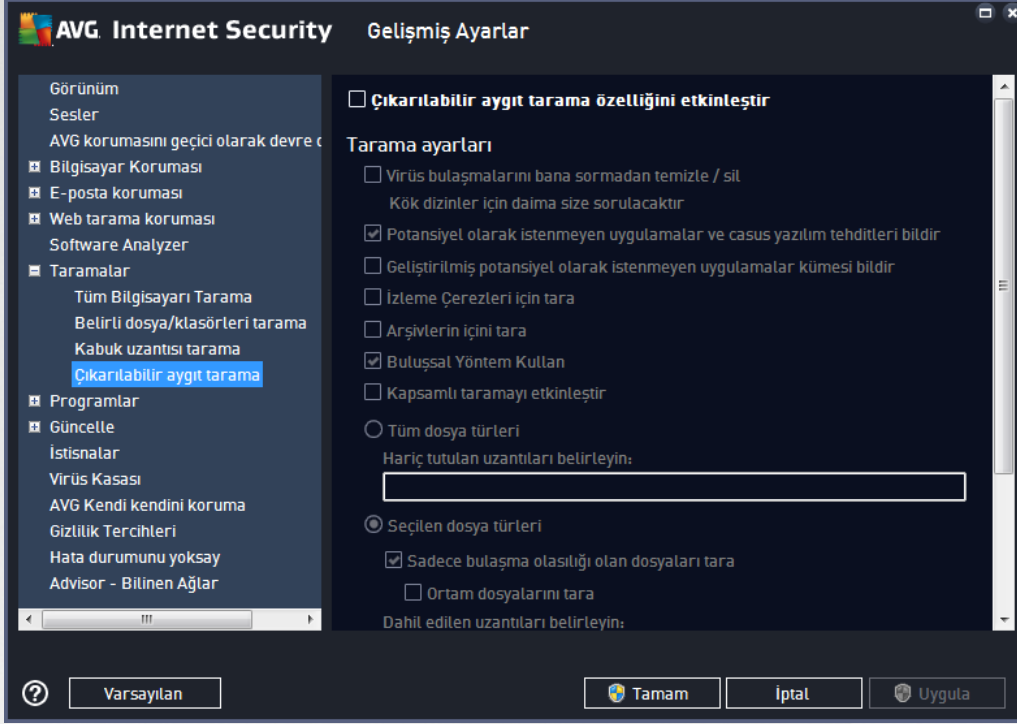 AVG. Internet Security Gelişmiş Ayarlar
Görünüm
Sesler
AVG korumasını geçici olarak devre
Bilgisayar Koruması
E-posta koruması
Web tarama koruması
Software Analyzer
Taramalar
Tüm Bilgisayarı Tarama
Belirli dosya/klasörleri tarama
Kabuk uzantısı tarama
Çıkarılabilir aygıt tarama
Programlar
Güncelle
İstisnalar
Virüs Kasası
AVG Kendi kendini koruma
Gizlilik Tercihleri
Hata durumunu yoksay
Advisor - Bilinen Ağlar
Çıkarılabilir aygıt tarama özelliğini etkinleştir
Tarama ayarları
Virüs bulaşmalarını bana sormadan temizle / sil
Kök dizinler için daima size sorulacaktır
Potansiyel olarak istenmeyen uygulamalar ve casus yazılım tehditleri bildir
Geliştirilmiş potansiyel olarak istenmeyen uygulamalar kümesi bildir
İzleme Çerezleri için tara
Arşivlerin içini tara
Buluşsal Yöntem Kullan
Kapsamlı taramayı etkinleştir
Tüm dosya türleri
Hariç tutulan uzantıları belirleyin:
Seçilen dosya türleri
Sadece bulaşma olasılığı olan dosyaları tara
Ortam dosyalarını tara
Dahil edilen uzantıları belirleyin:
Varsayılan
Tamam
İptal
Uygula